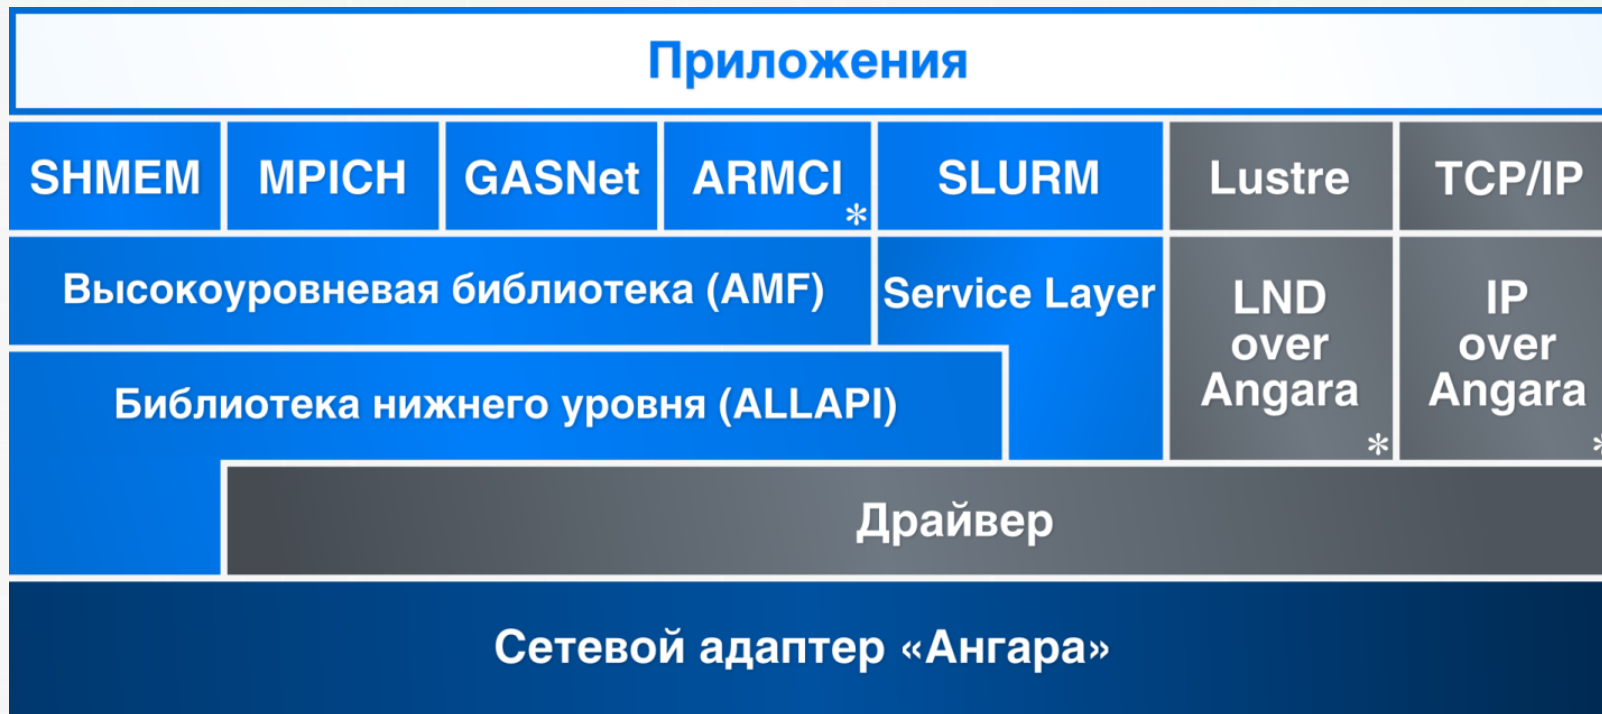 Приложения
SHMEM
MPICH
GASNet
ARMCI
*
SLURM
Lustre
TCP/IP
Высокоуровневая библиотека (AMF)
Service Layer
LND
over
Angara
*
IP
over
Angara
*
Библиотека нижнего уровня (ALLAPI)
Драйвер
Сетевой адаптер «Ангара»